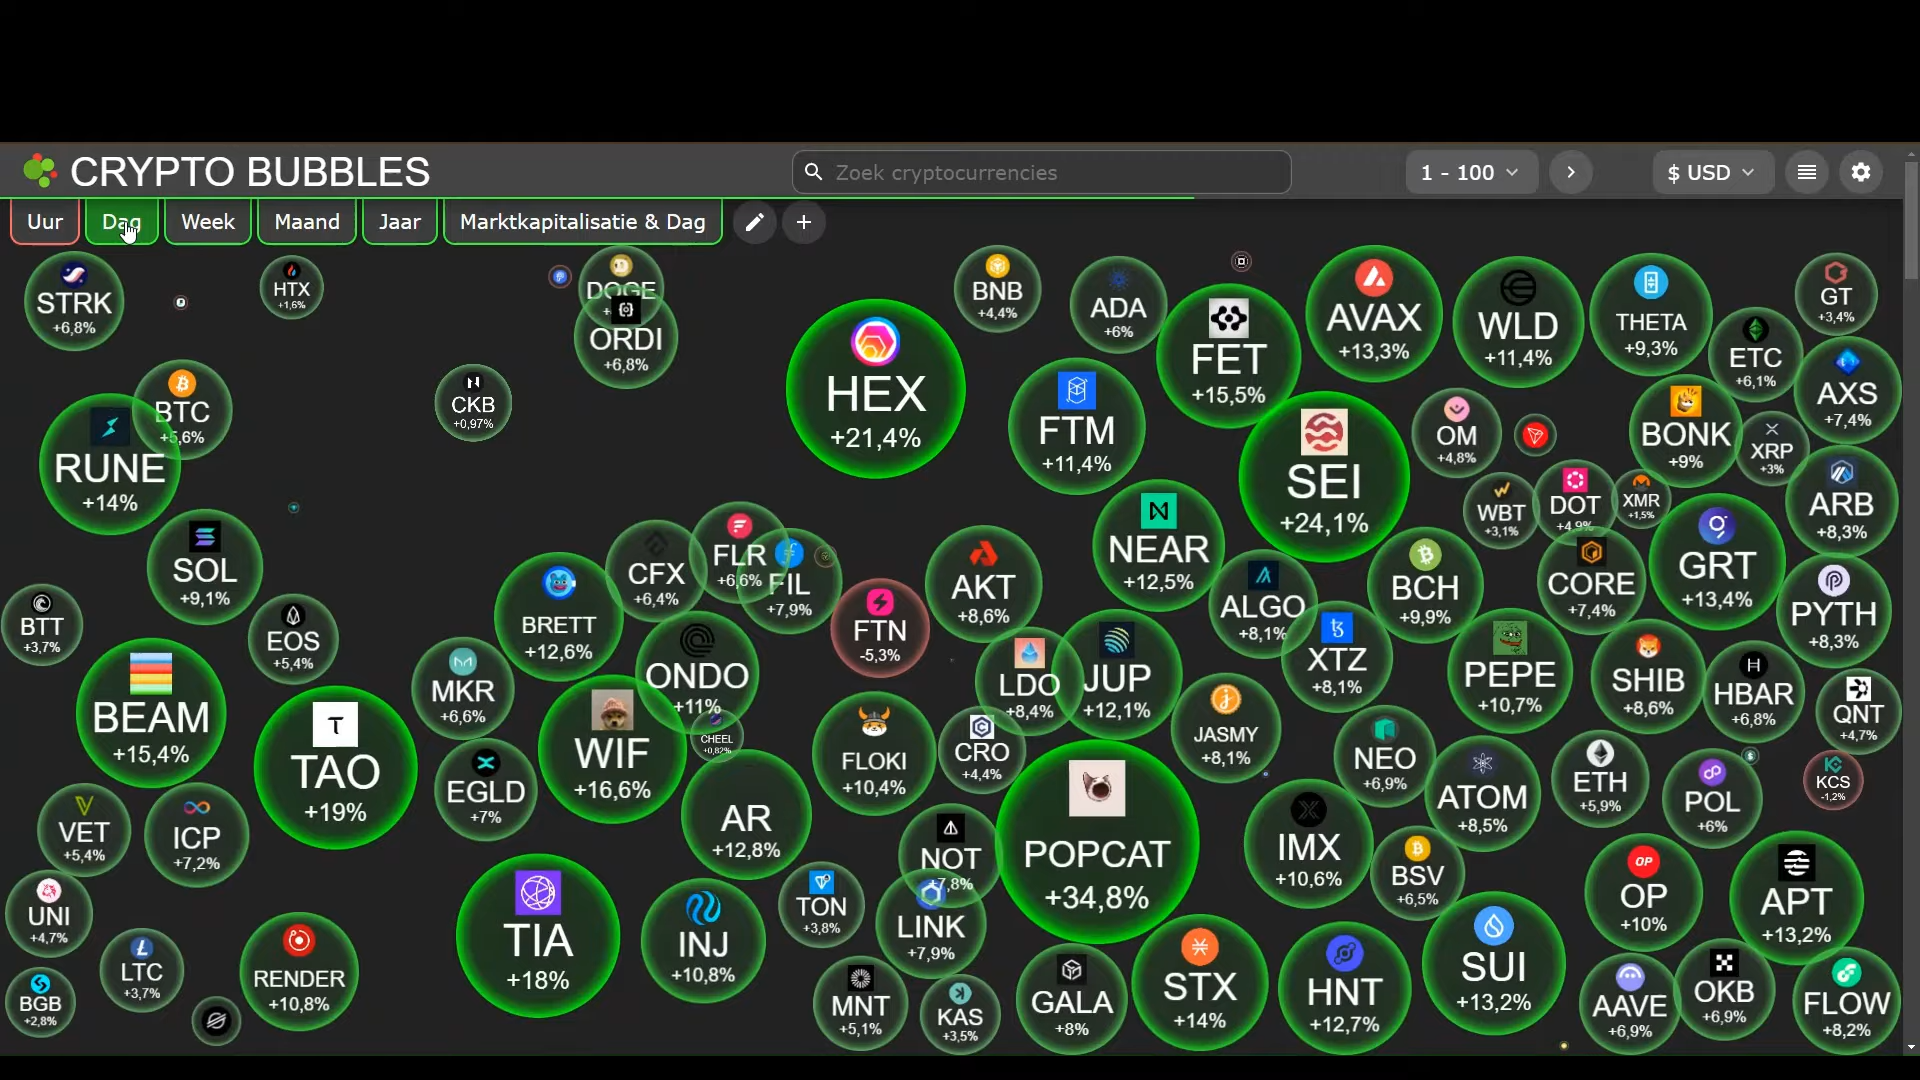 CRYPTO BUBBLES
Zoek cryptocurrencies
1 - 100
$ USD
Uur
Dag
Week
Maand
Jaar
Marktkapitalisatie & Dag
STRK
+6,8%
HTX
+1,6%
DOGE
ORDI
+6,8%
BNB
+4,4%
ADA
+6%
FET
+15,5%
AVAX
+13,3%
WLD
+11,4%
THETA
+9,3%
GT
+3,4%
ETC
+6,1%
AXS
+7,4%
BTC
+5,6%
RUNE
+14%
CKB
+0,97%
HEX
+21,4%
FTM
+11,4%
SEI
+24,1%
OM
+4,8%
BONK
+9%
XRP
+3%
ARB
+8,3%
WBT
+3,1%
DOT
+4,9%
XMR
+1,5%
SOL
+9,1%
CFX
+6,4%
FLR
+6,6%
FIL
+7,9%
AKT
+8,6%
NEAR
+12,5%
ALGO
+8,1%
BCH
+9,9%
CORE
+7,4%
GRT
+13,4%
PYTH
+8,3%
BTT
+3,7%
EOS
+5,4%
BRETT
+12,6%
FTN
-5,3%
XTZ
+8,1%
BEAM
+15,4%
MKR
+6,6%
ONDO
+11%
LDO
+8,4%
JUP
+12,1%
PEPE
+10,7%
SHIB
+8,6%
HBAR
+6,8%
QNT
+4,7%
TAO
+19%
WIF
+16,6%
CHEEL
+0,82%
FLOKI
+10,4%
CRO
+4,4%
JASMY
+8,1%
NEO
+6,9%
ETH
+5,9%
KCS
-1,2%
VET
+5,4%
ICP
+7,2%
EGLD
+7%
AR
+12,8%
NOT
+7,8%
POPCAT
+34,8%
IMX
+10,6%
ATOM
+8,5%
POL
+6%
BSV
+6,5%
UNI
+4,7%
TIA
+18%
INJ
+10,8%
TON
+3,8%
LINK
+7,9%
OP
+10%
APT
+13,2%
LTC
+3,7%
RENDER
+10,8%
BGB
+2,8%
MNT
+5,1%
KAS
+3,5%
GALA
+8%
STX
+14%
HNT
+12,7%
SUI
+13,2%
AAVE
+6,9%
OKB
+6,9%
FLOW
+8,2%